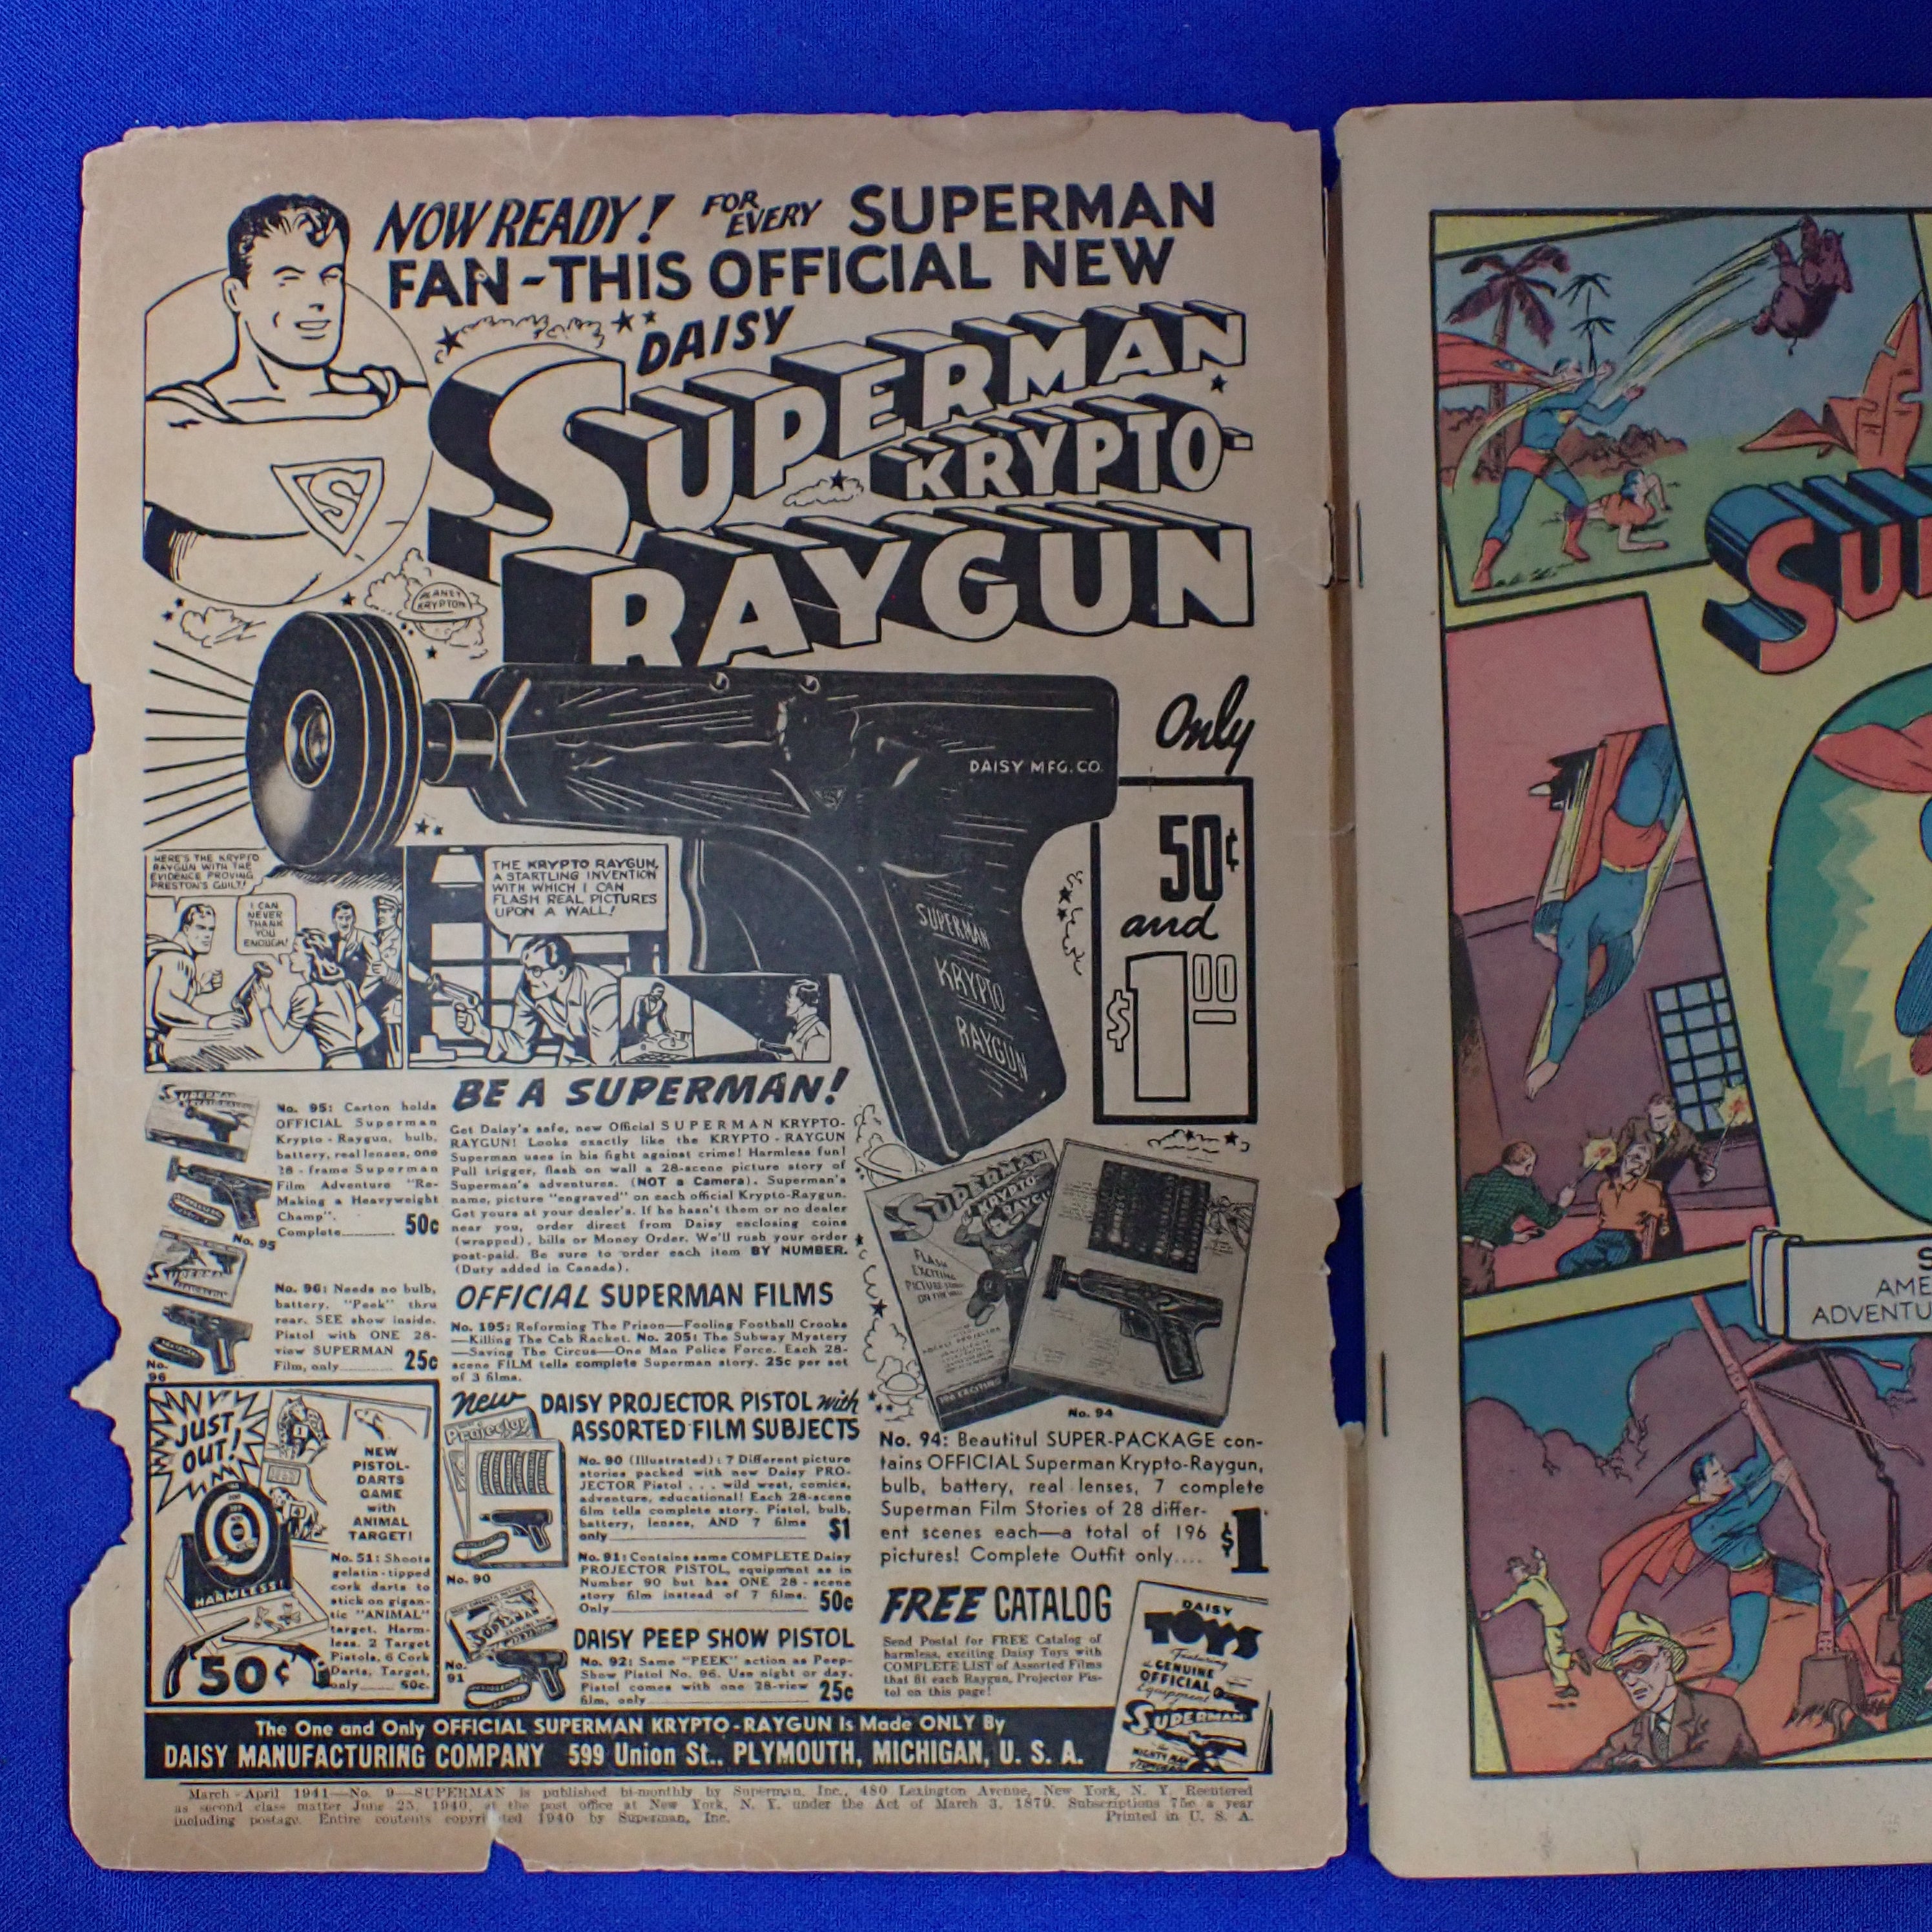 NOW READY! FOR EVERY SUPERMAN
FAN-THIS OFFICIAL NEW
DAISY
SUPERMAN
KRYPTO
RAYGUN
S
PLANET
KRYPTON
DAISY MFG. CO.
Only
50¢
and
$1.00
SUPERMAN
KRYPTO
RAYGUN
HERE'S THE KRYPTO
RAYGUN WITH THE
EVIDENCE PROVING
PRESTON'S GUILT!
I CAN
NEVER
THANK
YOU
ENOUGH!
THE KRYPTO RAYGUN,
A STARTLING INVENTION
WITH WHICH I CAN
FLASH REAL PICTURES
UPON A WALL!
No. 95: Carton holds
OFFICIAL Superman
Krypto-Raygun, bulb,
battery, real lenses, one
28-frame Superman
Film Adventure "Re-
Making a Heavyweight
Champ".
Complete 50c
No. 95
No. 96: Needs no bulb,
battery. "Peek" thru
rear. SEE show inside.
Pistol with ONE 28-
view SUPERMAN
Film, only 25c
No.
96
BE A SUPERMAN!
Get Daisy's safe, new Official SUPERMAN KRYPTO-
RAYGUN! Looks exactly like the KRYPTO-RAYGUN
Superman uses in his fight against crime! Harmless fun!
Pull trigger, flash on wall a 28-scene picture story of
Superman's adventures. (NOT a Camera). Superman's
name, picture "engraved" on each official Krypto-Raygun.
Get yours at your dealer's. If he hasn't them or no dealer
near you, order direct from Daisy enclosing coins
(wrapped), bills or Money Order. We'll rush your order
post-paid. Be sure to order each item BY NUMBER.
(Duty added in Canada).
OFFICIAL SUPERMAN FILMS
No. 195: Reforming The Prison—Fooling Football Crooks
—Killing The Cab Racket. No. 205: The Subway Mystery
—Saving The Circus—One Man Police Force. Each 28-
scene FILM tells complete Superman story. 25c per set
of 3 films.
JUST
OUT!
NEW
PISTOL-
DARTS
GAME
with
ANIMAL
TARGET!
No. 51: Shoots
gelatin-tipped
cork darts to
stick on gigan-
tic "ANIMAL"
target. Harm-
less. 2 Target
Pistols, 6 Cork
Darts, Target,
only 50c.
HARMLESS!
50¢
new DAISY PROJECTOR PISTOL with
ASSORTED FILM SUBJECTS
Projector
No. 90 (Illustrated): 7 Different picture
stories packed with new Daisy PRO-
JECTOR Pistol . . . wild west, comics,
adventure, educational! Each 28-scene
film tells complete story. Pistol, bulb,
battery, lenses, AND 7 films
only $1
No. 90
No. 91: Contains same COMPLETE Daisy
PROJECTOR PISTOL, equipment as in
Number 90 but has ONE 28-scene
story film instead of 7 films.
Only 50c
DAISY PEEP SHOW PISTOL
No. 92: Same "PEEK" action as Peep-
Show Pistol No. 96. Use night or day.
Pistol comes with one 28-view
film, only 25c
No.
91
SUPERMAN
KRYPTO
RAYGUN
FLASH
EXCITING
PICTURE
ON THE WALL
No. 94
No. 94: Beautiful SUPER-PACKAGE con-
tains OFFICIAL Superman Krypto-Raygun,
bulb, battery, real lenses, 7 complete
Superman Film Stories of 28 differ-
ent scenes each—a total of 196
pictures! Complete Outfit only.... $1
FREE CATALOG
Send Postal for FREE Catalog of
harmless, exciting Daisy Toys with
COMPLETE LIST of Assorted Films
that fit each Raygun, Projector Pis-
tol on this page!
DAISY
TOYS
Featuring
GENUINE
OFFICIAL
Equipment
SUPERMAN
The One and Only OFFICIAL SUPERMAN KRYPTO-RAYGUN Is Made ONLY By
DAISY MANUFACTURING COMPANY 599 Union St., PLYMOUTH, MICHIGAN, U. S. A.
March-April 1941—No. 9—SUPERMAN is published bi-monthly by Superman, Inc., 480 Lexington Avenue, New York, N. Y. Reentered
as second class matter June 25, 1940, at the post office at New York, N. Y. under the Act of March 3, 1879. Subscriptions 75c a year
including postage. Entire contents copyrighted 1940 by Superman, Inc. Printed in U. S. A.
SU
S
AME
ADVENTU